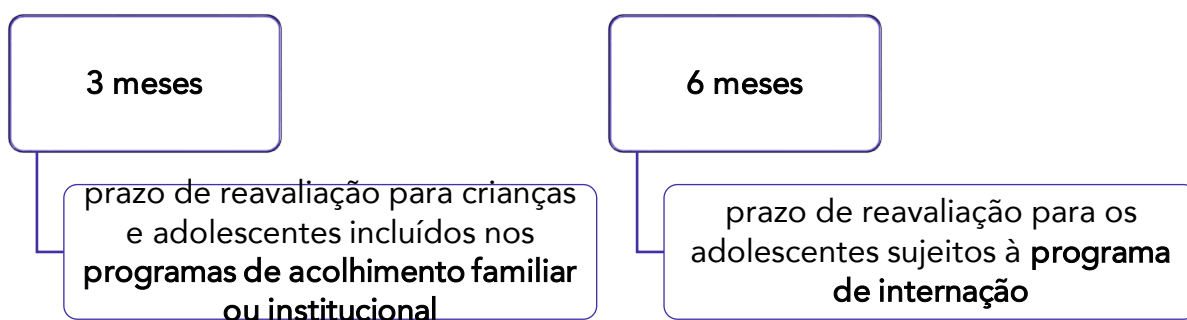 3 meses
prazo de reavaliação para crianças
e adolescentes incluídos nos
programas de acolhimento familiar
ou institucional
6 meses
prazo de reavaliação para os
adolescentes sujeitos à programa
de internação